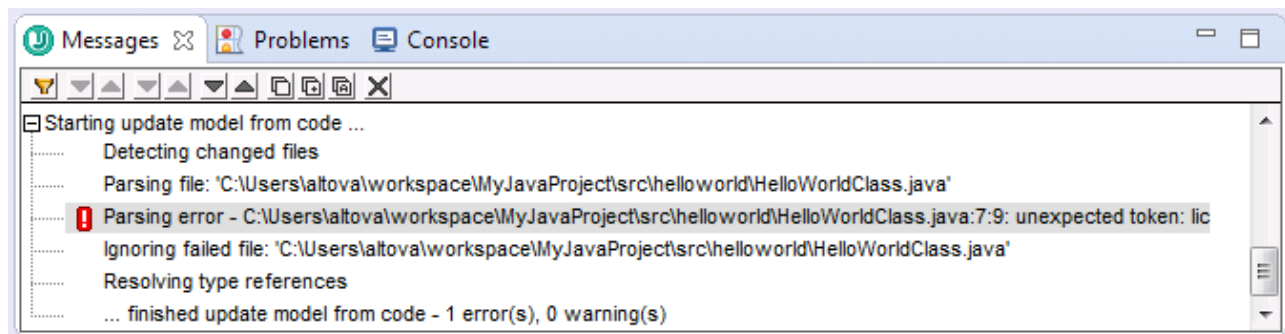 Messages Problems Console
Starting update model from code ...
Detecting changed files
Parsing file: 'C:\Users\altova\workspace\MyJavaProject\src\helloworld\HelloWorldClass.java'
Parsing error - C:\Users\altova\workspace\MyJavaProject\src\helloworld\HelloWorldClass.java:7:9: unexpected token: lic
Ignoring failed file: 'C:\Users\altova\workspace\MyJavaProject\src\helloworld\HelloWorldClass.java'
Resolving type references
... finished update model from code - 1 error(s), 0 warning(s)